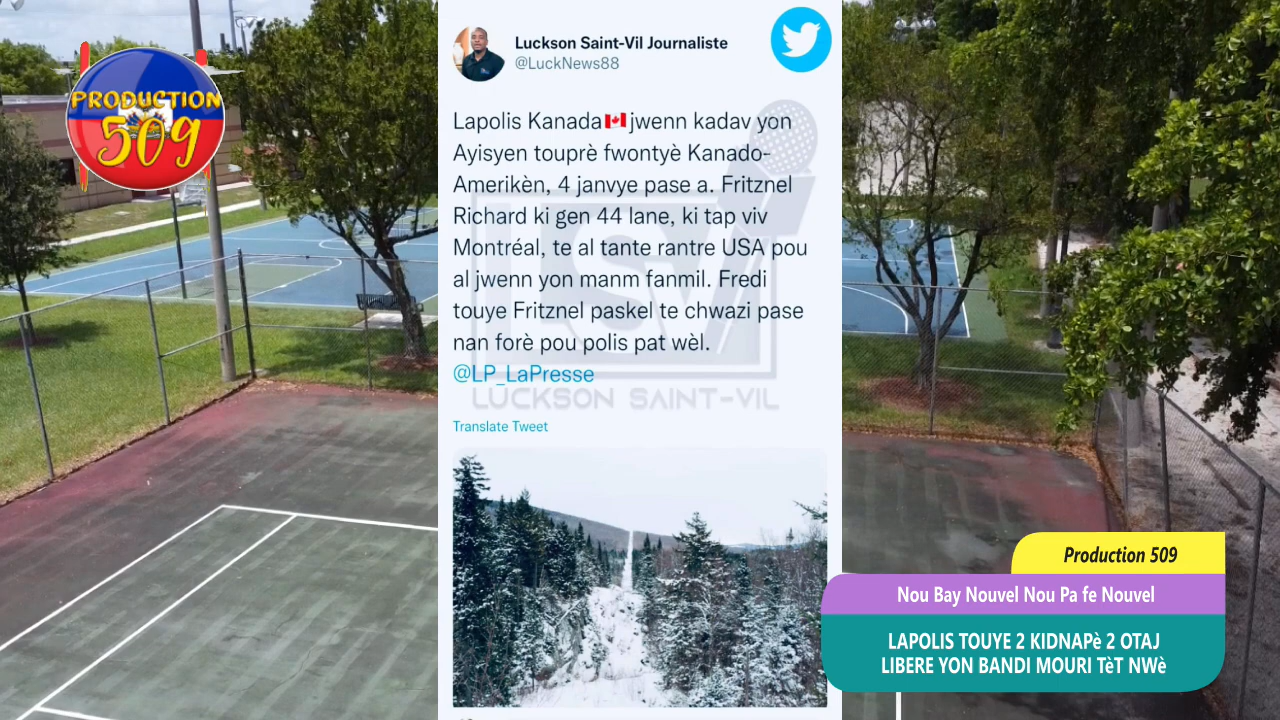 PRODUCTION
509
Luckson Saint-Vil Journaliste
@LuckNews88
Lapolis Kanada🇨🇦jwenn kadav yon
Ayisyen touprè fwontyè Kanado-
Amerikèn, 4 janvye pase a. Fritznel
Richard ki gen 44 lane, ki tap viv
Montréal, te al tante rantre USA pou
al jwenn yon manm fanmil. Fredi
touye Fritznel paskel te chwazi pase
nan forè pou polis pat wèl.
@LP_LaPresse
LSV
LUCKSON SAINT-VIL
Translate Tweet
Production 509
Nou Bay Nouvel Nou Pa fe Nouvel
LAPOLIS TOUYE 2 KIDNAPè 2 OTAJ
LIBERE YON BANDI MOURI TèT NWè